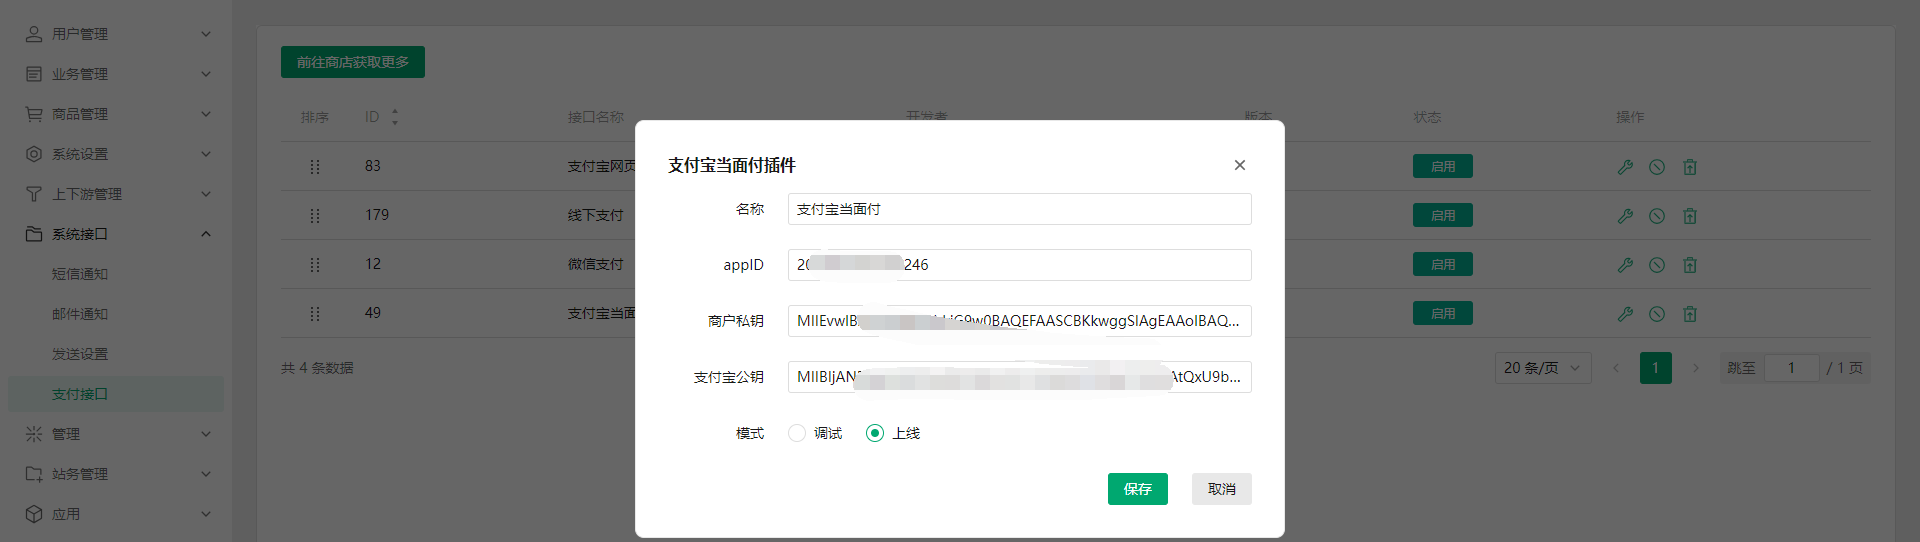 用户管理
业务管理
商品管理
系统设置
上下游管理
系统接口
短信通知
邮件通知
发送设置
支付接口
管理
站务管理
应用
前往商店获取更多
排序 ID 接口名称 开发者 版本 状态 操作
83 支付宝网页 启用
179 线下支付 启用
12 微信支付 启用
49 支付宝当面 启用
共 4 条数据
20 条/页 1 跳至 1 / 1 页
支付宝当面付插件
名称 支付宝当面付
appID 20 246
商户私钥 MIIEvwIB G9w0BAQEFAASCBKkwggSlAgEAAoIBAQ...
支付宝公钥 MIIBIjAN AtQxU9b...
模式 调试 上线
保存 取消